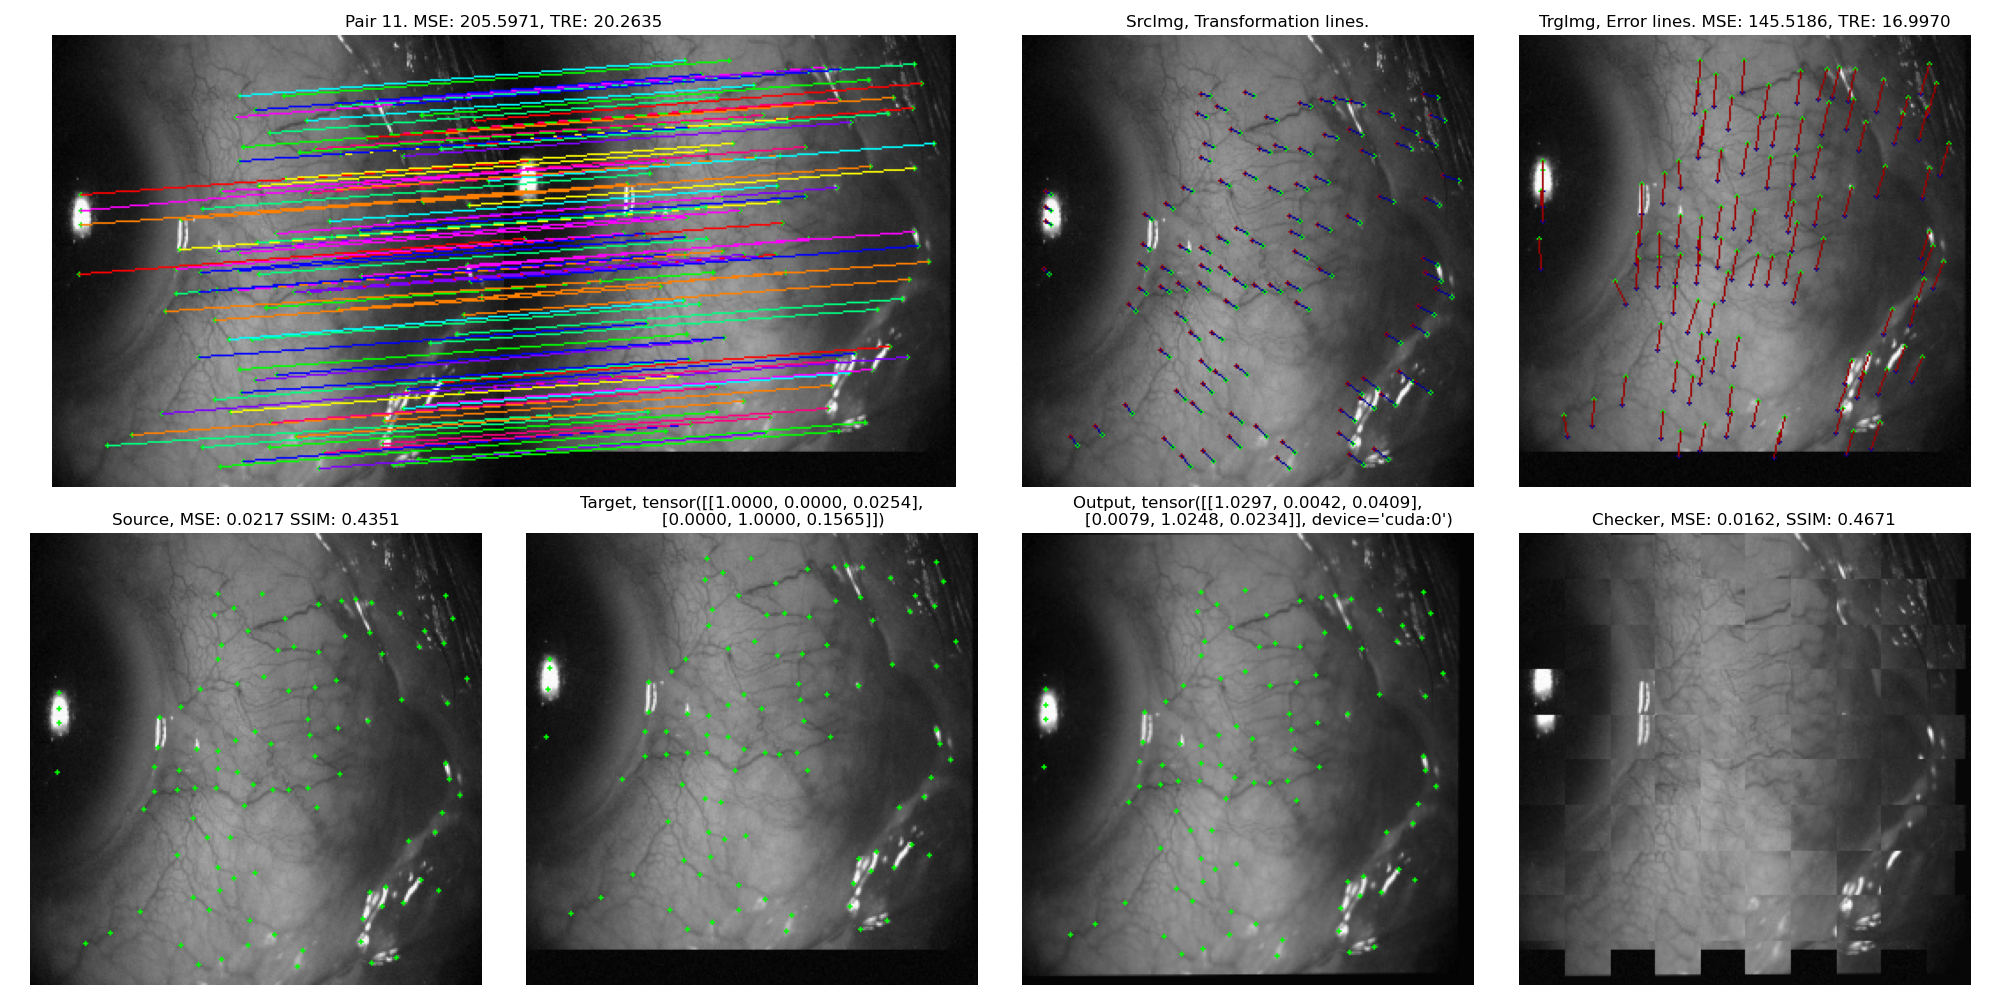 Pair 11. MSE: 205.5971, TRE: 20.2635
SrcImg, Transformation lines.
TrgImg, Error lines. MSE: 145.5186, TRE: 16.9970
Source, MSE: 0.0217 SSIM: 0.4351
Target, tensor([[1.0000, 0.0000, 0.0254],
[0.0000, 1.0000, 0.1565]])
Output, tensor([[1.0297, 0.0042, 0.0409],
[0.0079, 1.0248, 0.0234]], device='cuda:0')
Checker, MSE: 0.0162, SSIM: 0.4671